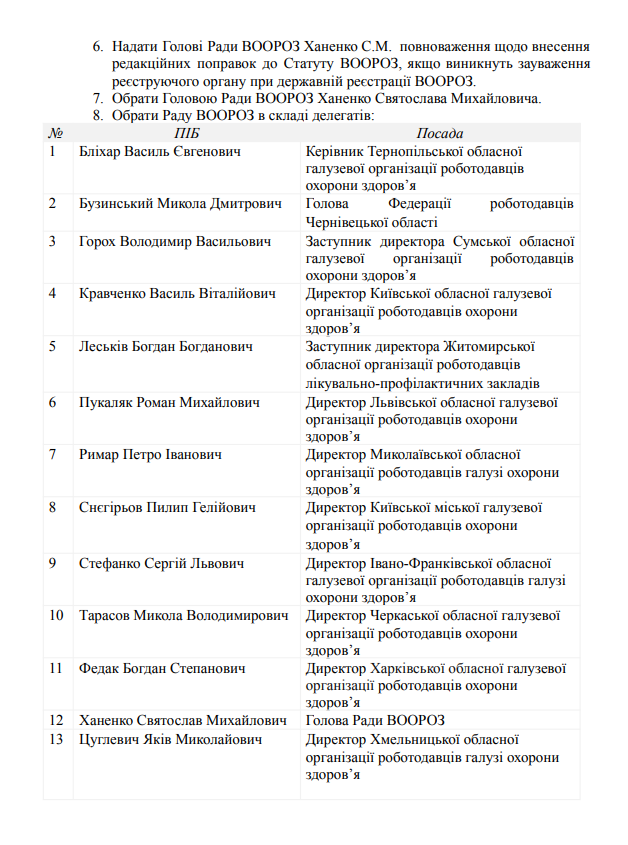 6. Надати Голові Ради ВООРОЗ Ханенко С.М. повноваження щодо внесення
редакційних поправок до Статуту ВООРОЗ, якщо виникнуть зауваження
реєструючого органу при державній реєстрації ВООРОЗ.
7. Обрати Головою Ради ВООРОЗ Ханенко Святослава Михайловича.
8. Обрати Раду ВООРОЗ в складі делегатів:
№ ПІБ Посада
1 Бліхар Василь Євгенович Керівник Тернопільської обласної
галузевої організації роботодавців
охорони здоров’я
2 Бузинський Микола Дмитрович Голова Федерації роботодавців
Чернівецької області
3 Горох Володимир Васильович Заступник директора Сумської обласної
галузевої організації роботодавців
охорони здоров’я
4 Кравченко Василь Віталійович Директор Київської обласної галузевої
організації роботодавців охорони
здоров’я
5 Леськів Богдан Богданович Заступник директора Житомирської
обласної організації роботодавців
лікувально-профілактичних закладів
6 Пукаляк Роман Михайлович Директор Львівської обласної галузевої
організації роботодавців охорони
здоров’я
7 Римар Петро Іванович Директор Миколаївської обласної
організації роботодавців галузі охорони
здоров’я
8 Снєгірьов Пилип Гелійович Директор Київської міської галузевої
організації роботодавців охорони
здоров’я
9 Стефанко Сергій Львович Директор Івано-Франківської обласної
галузевої організації роботодавців галузі
охорони здоров’я
10 Тарасов Микола Володимирович Директор Черкаської обласної галузевої
організації роботодавців охорони
здоров’я
11 Федак Богдан Степанович Директор Харківської обласної галузевої
організації роботодавців охорони
здоров’я
12 Ханенко Святослав Михайлович Голова Ради ВООРОЗ
13 Цуглевич Яків Миколайович Директор Хмельницької обласної
організації роботодавців галузі охорони
здоров’я